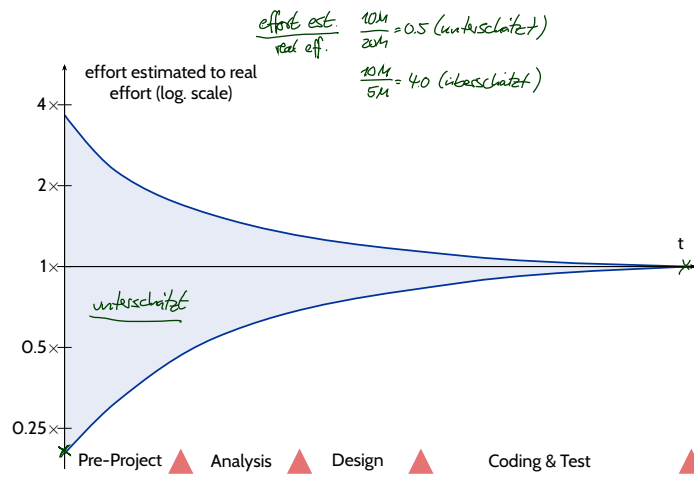 effort est. 10M = 0.5 (unterschätzt)
real eff. 20M
10M = 4.0 (überschätzt)
5M
effort estimated to real
effort (log. scale)
4×
2×
t
1×
unterschätzt
0.5×
0.25×
Pre-Project Analysis Design Coding & Test